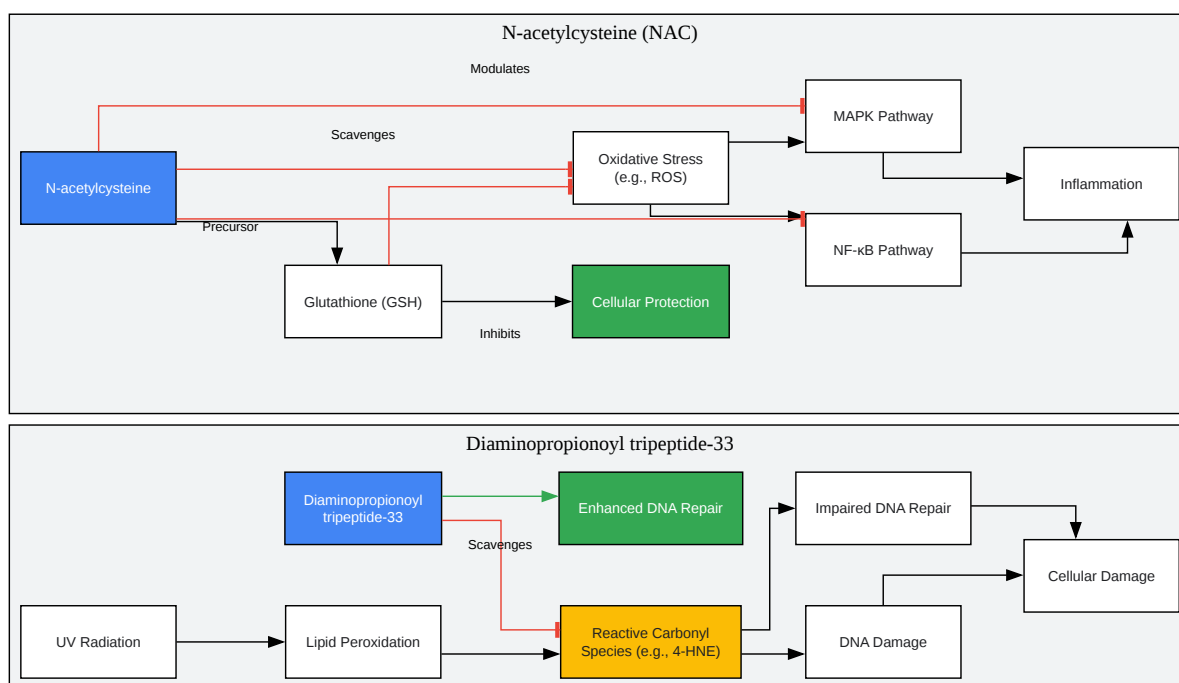 N-acetylcysteine (NAC)
Modulates
MAPK Pathway
Scavenges
Oxidative Stress
(e.g., ROS)
N-acetylcysteine
Inflammation
Precursor
NF-κB Pathway
Glutathione (GSH)
Cellular Protection
Inhibits
Diaminopropionoyl tripeptide-33
Diaminopropionoyl
tripeptide-33
Enhanced DNA Repair
Impaired DNA Repair
Scavenges
Cellular Damage
UV Radiation
Lipid Peroxidation
Reactive Carbonyl
Species (e.g., 4-HNE)
DNA Damage